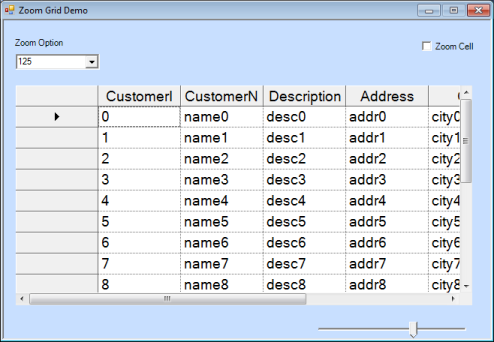 Zoom Grid Demo
Zoom Option
Zoom Cell
125
CustomerI CustomerN Description Address
0 name0 desc0 addr0 city0
1 name1 desc1 addr1 city1
2 name2 desc2 addr2 city2
3 name3 desc3 addr3 city3
4 name4 desc4 addr4 city4
5 name5 desc5 addr5 city5
6 name6 desc6 addr6 city6
7 name7 desc7 addr7 city7
8 name8 desc8 addr8 city8